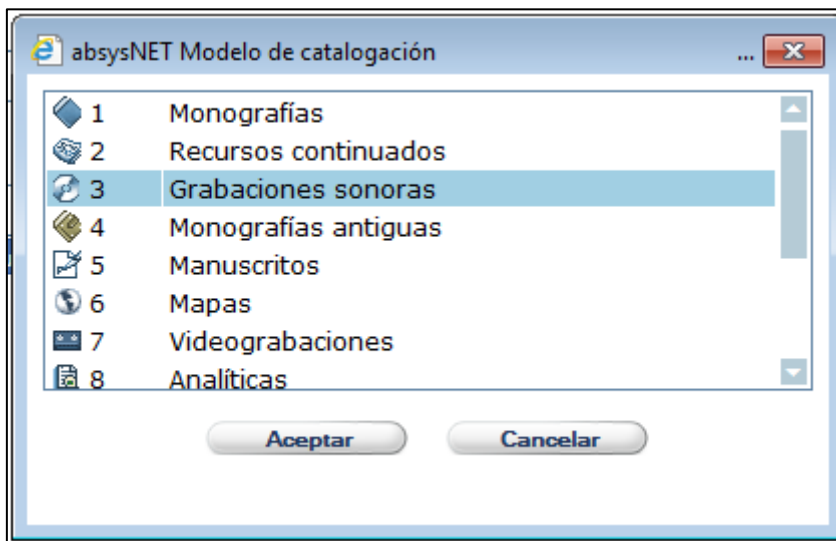 absysNET Modelo de catalogación ...
1 Monografías
2 Recursos continuados
3 Grabaciones sonoras
4 Monografías antiguas
5 Manuscritos
6 Mapas
7 Videograbaciones
8 Analíticas
Aceptar Cancelar